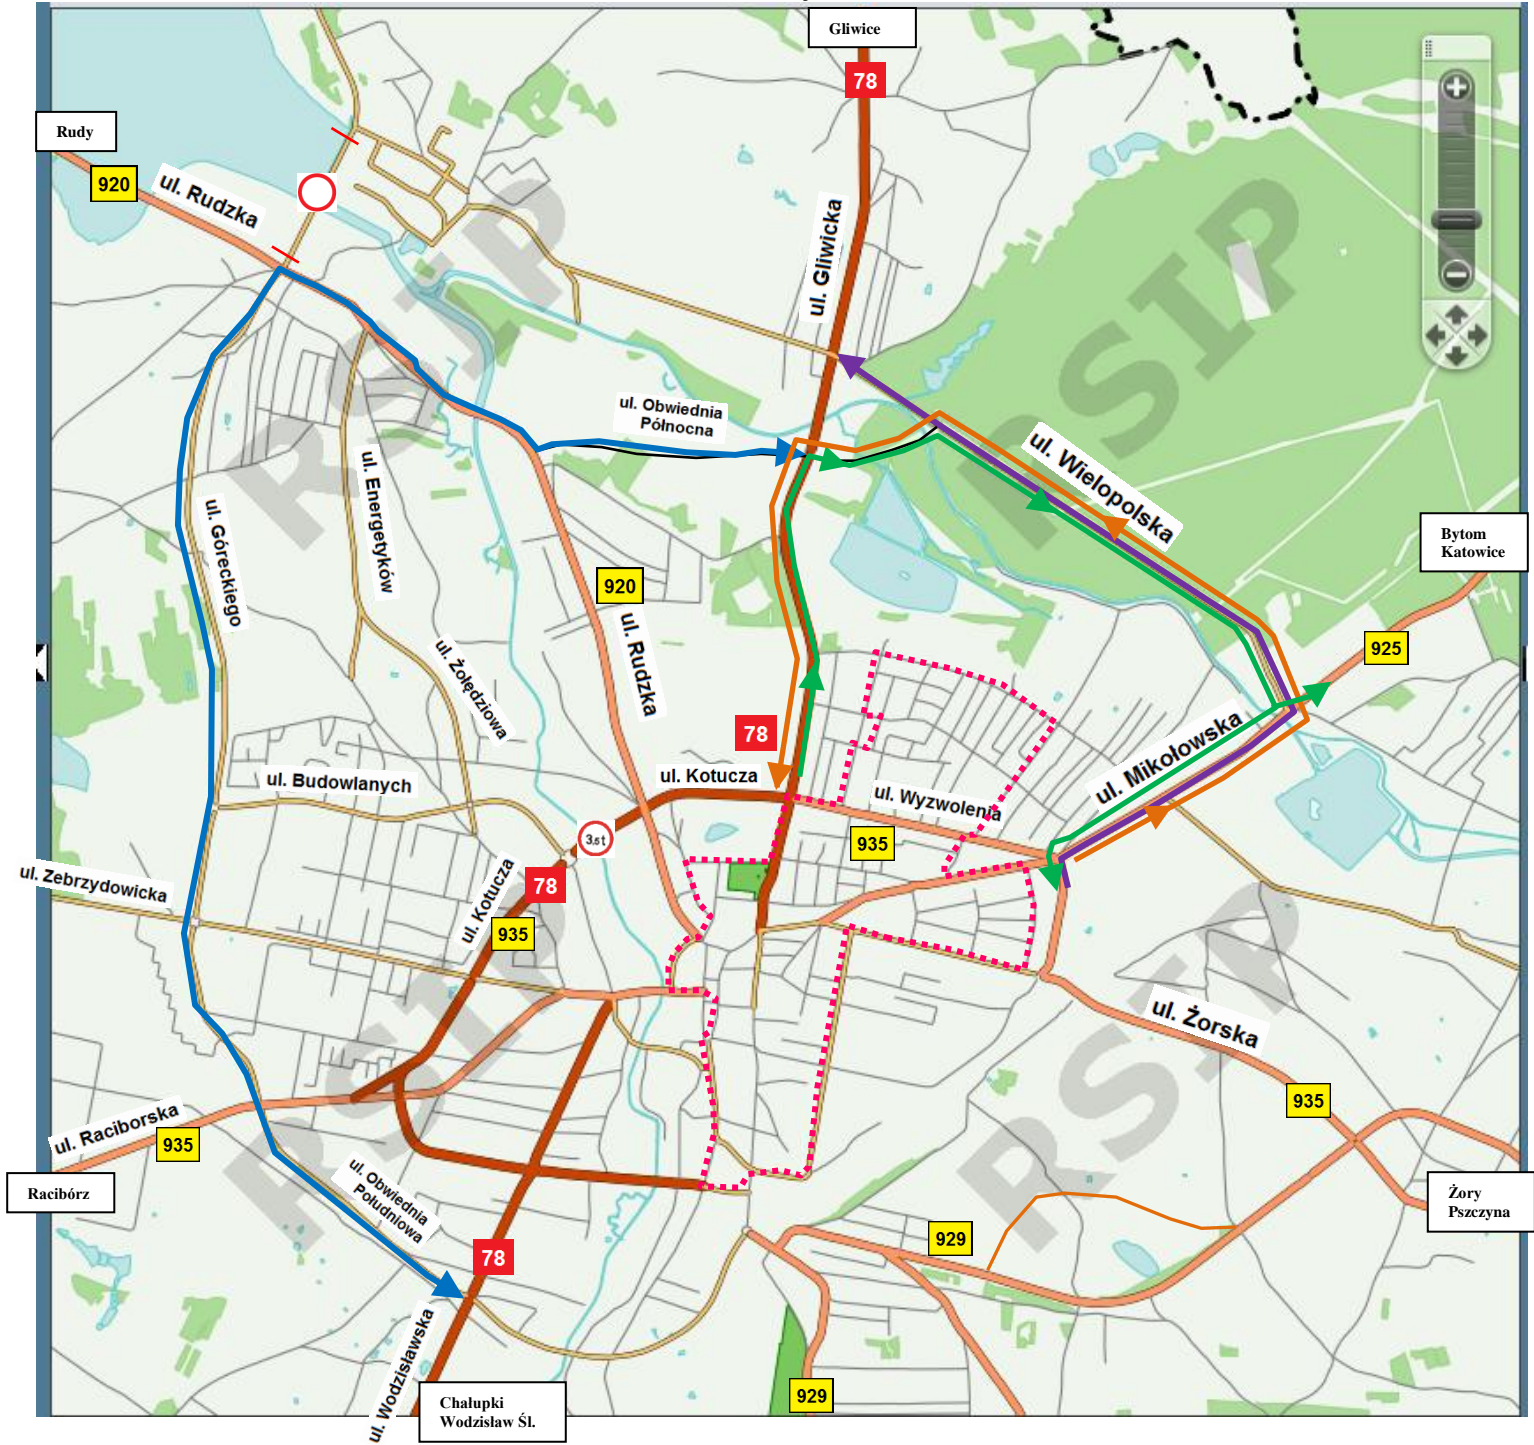 Gliwice
78
Rudy
920
ul. Rudzka
ul. Gliwicka
RSIP
RSIP
ul. Obwiednia
Północna
ul. Wielopolska
ul. Energetyków
ul. Góreckiego
Bytom
Katowice
920
ul. Rudzka
925
ul. Żołędziowa
78
ul. Mikołowska
ul. Kotucza
ul. Budowlanych
ul. Wyzwolenia
3,5 t
935
ul. Zebrzydowicka
78
ul. Kotucza
935
RSIP
RSIP
ul. Żorska
935
ul. Raciborska
935
Racibórz
ul. Obwiednia
Południowa
Żory
Pszczyna
929
78
ul. Wodzisławska
929
Chałupki
Wodzisław Śl.